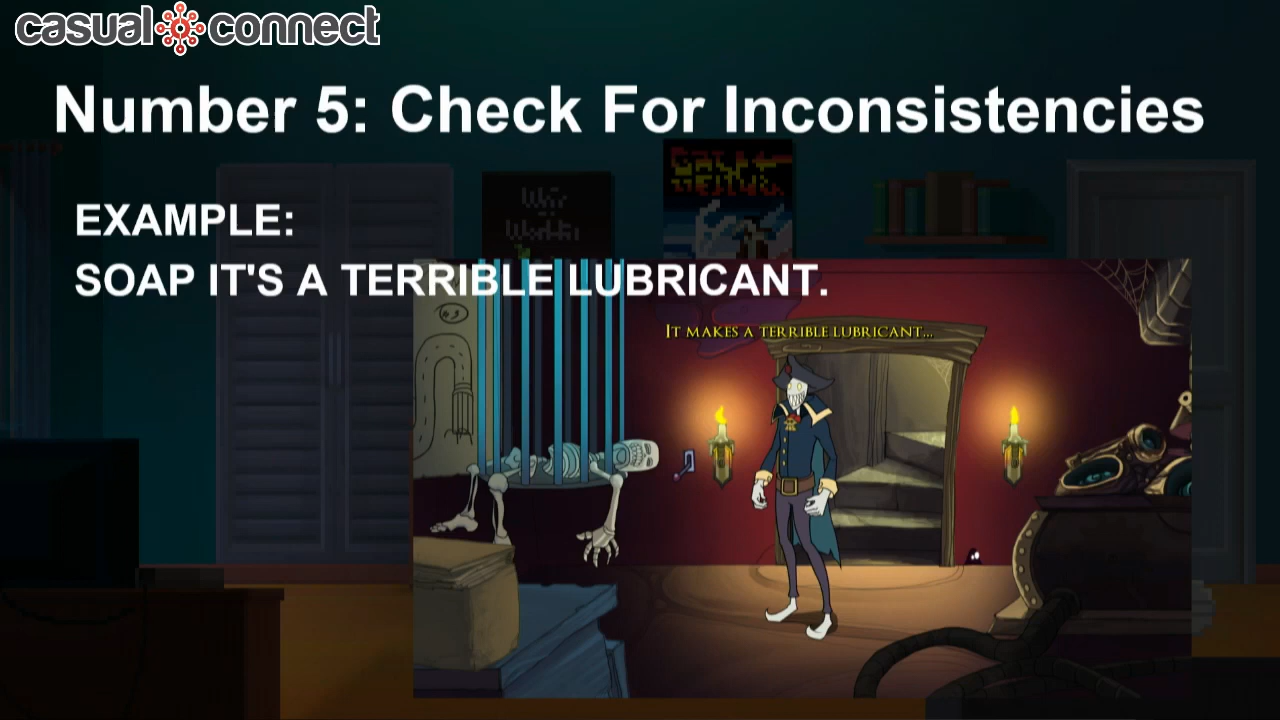 casual connect
Number 5: Check For Inconsistencies
EXAMPLE:
SOAP IT'S A TERRIBLE LUBRICANT.
It makes a terrible lubricant...